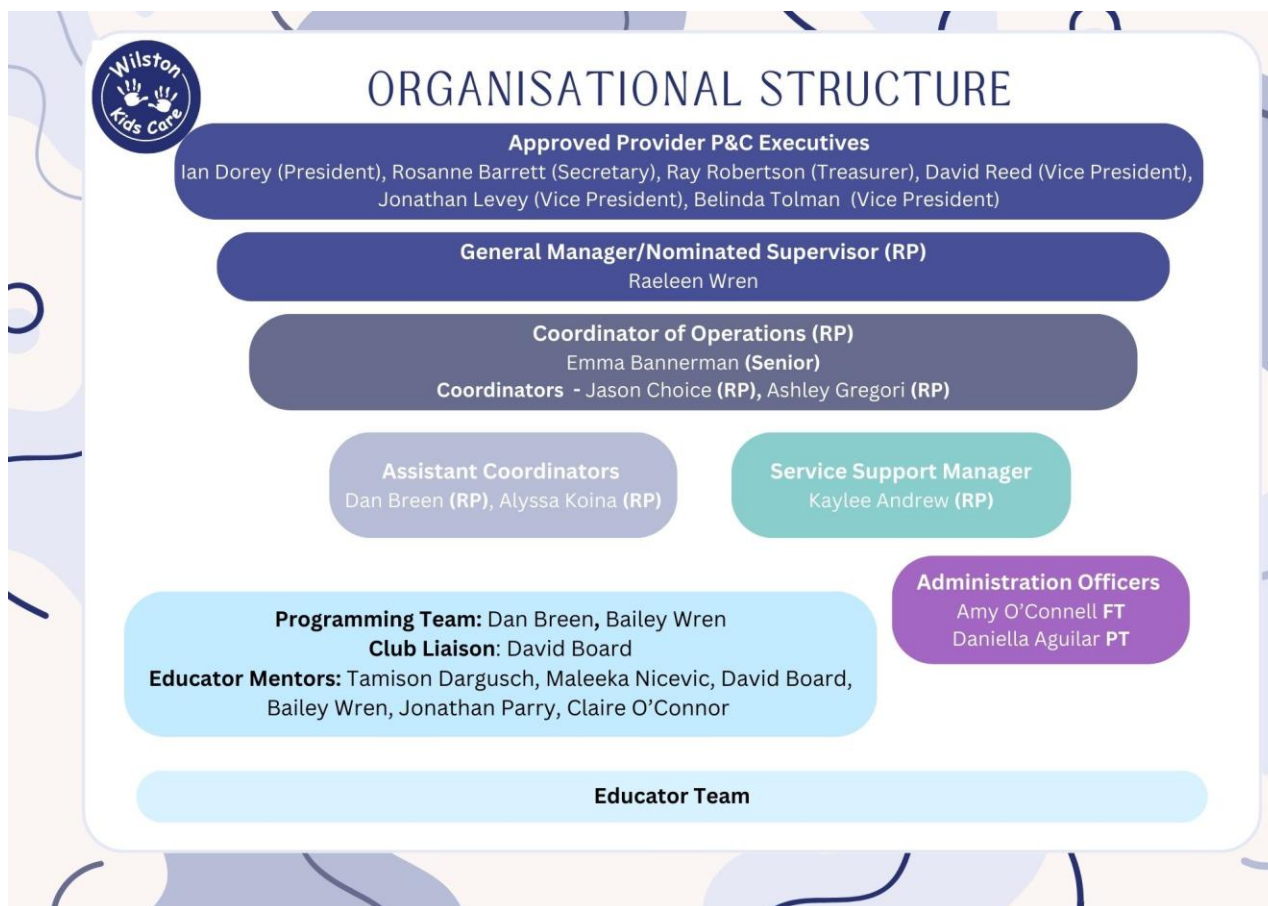 Wilston
Kids Care
ORGANISATIONAL STRUCTURE
Approved Provider P&C Executives
Ian Dorey (President), Rosanne Barrett (Secretary), Ray Robertson (Treasurer), David Reed (Vice President),
Jonathan Levey (Vice President), Belinda Tolman (Vice President)
General Manager/Nominated Supervisor (RP)
Raeleen Wren
Coordinator of Operations (RP)
Emma Bannerman (Senior)
Coordinators - Jason Choice (RP), Ashley Gregori (RP)
Assistant Coordinators
Dan Breen (RP), Alyssa Koina (RP)
Service Support Manager
Kaylee Andrew (RP)
Administration Officers
Amy O’Connell FT
Daniella Aguilar PT
Programming Team: Dan Breen, Bailey Wren
Club Liaison: David Board
Educator Mentors: Tamison Dargusch, Maleeka Nicevic, David Board,
Bailey Wren, Jonathan Parry, Claire O’Connor
Educator Team